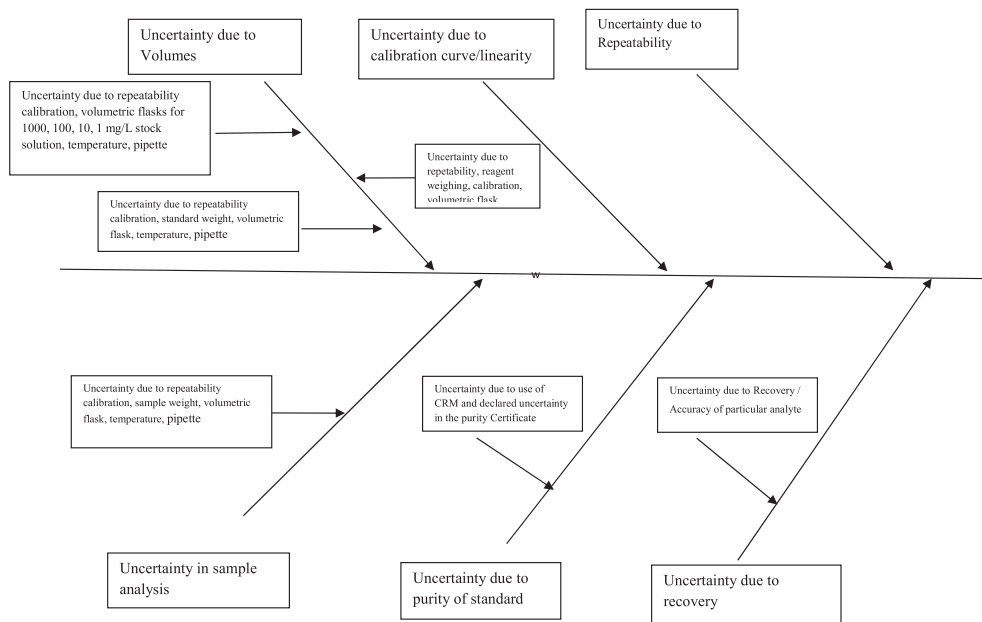 Uncertainty due to
Volumes
Uncertainty due to
calibration curve/linearity
Uncertainty due to
Repeatability
Uncertainty due to repeatability
calibration, volumetric flasks for
1000, 100, 10, 1 mg/L stock
solution, temperature, pipette
Uncertainty due to
repetability, reagent
weighing, calibration,
volumetric flask
Uncertainty due to repeatability
calibration, standard weight, volumetric
flask, temperature, pipette
w
Uncertainty due to repeatability
calibration, sample weight, volumetric
flask, temperature, pipette
Uncertainty due to use of
CRM and declared uncertainty
in the purity Certificate
Uncertainty due to Recovery /
Accuracy of particular analyte
Uncertainty in sample
analysis
Uncertainty due to
purity of standard
Uncertainty due to
recovery